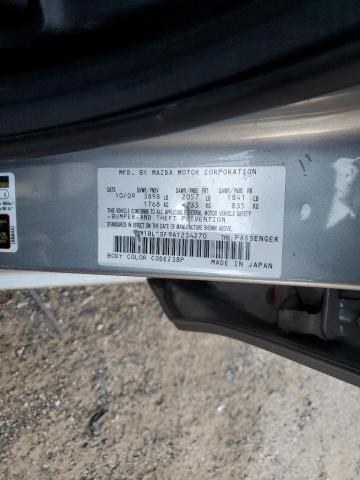 MFD. BY MAZDA MOTOR CORPORATION
GVWR/PNBV GAWR/PNBE FRT GAWR/PNBE RR
10/09 3898 LB 2057 LB 1841 LB
1768 KG 933 KG 835 KG
THIS VEHICLE CONFORMS TO ALL APPLICABLE FEDERAL MOTOR VEHICLE SAFETY
BUMPER, AND THEFT PREVENTION
STANDARDS IN EFFECT ON THE DATE OF MANUFACTURE SHOWN ABOVE.
TYPE: PASSENGER
BODY COLOR CODE:38P
MADE IN JAPAN